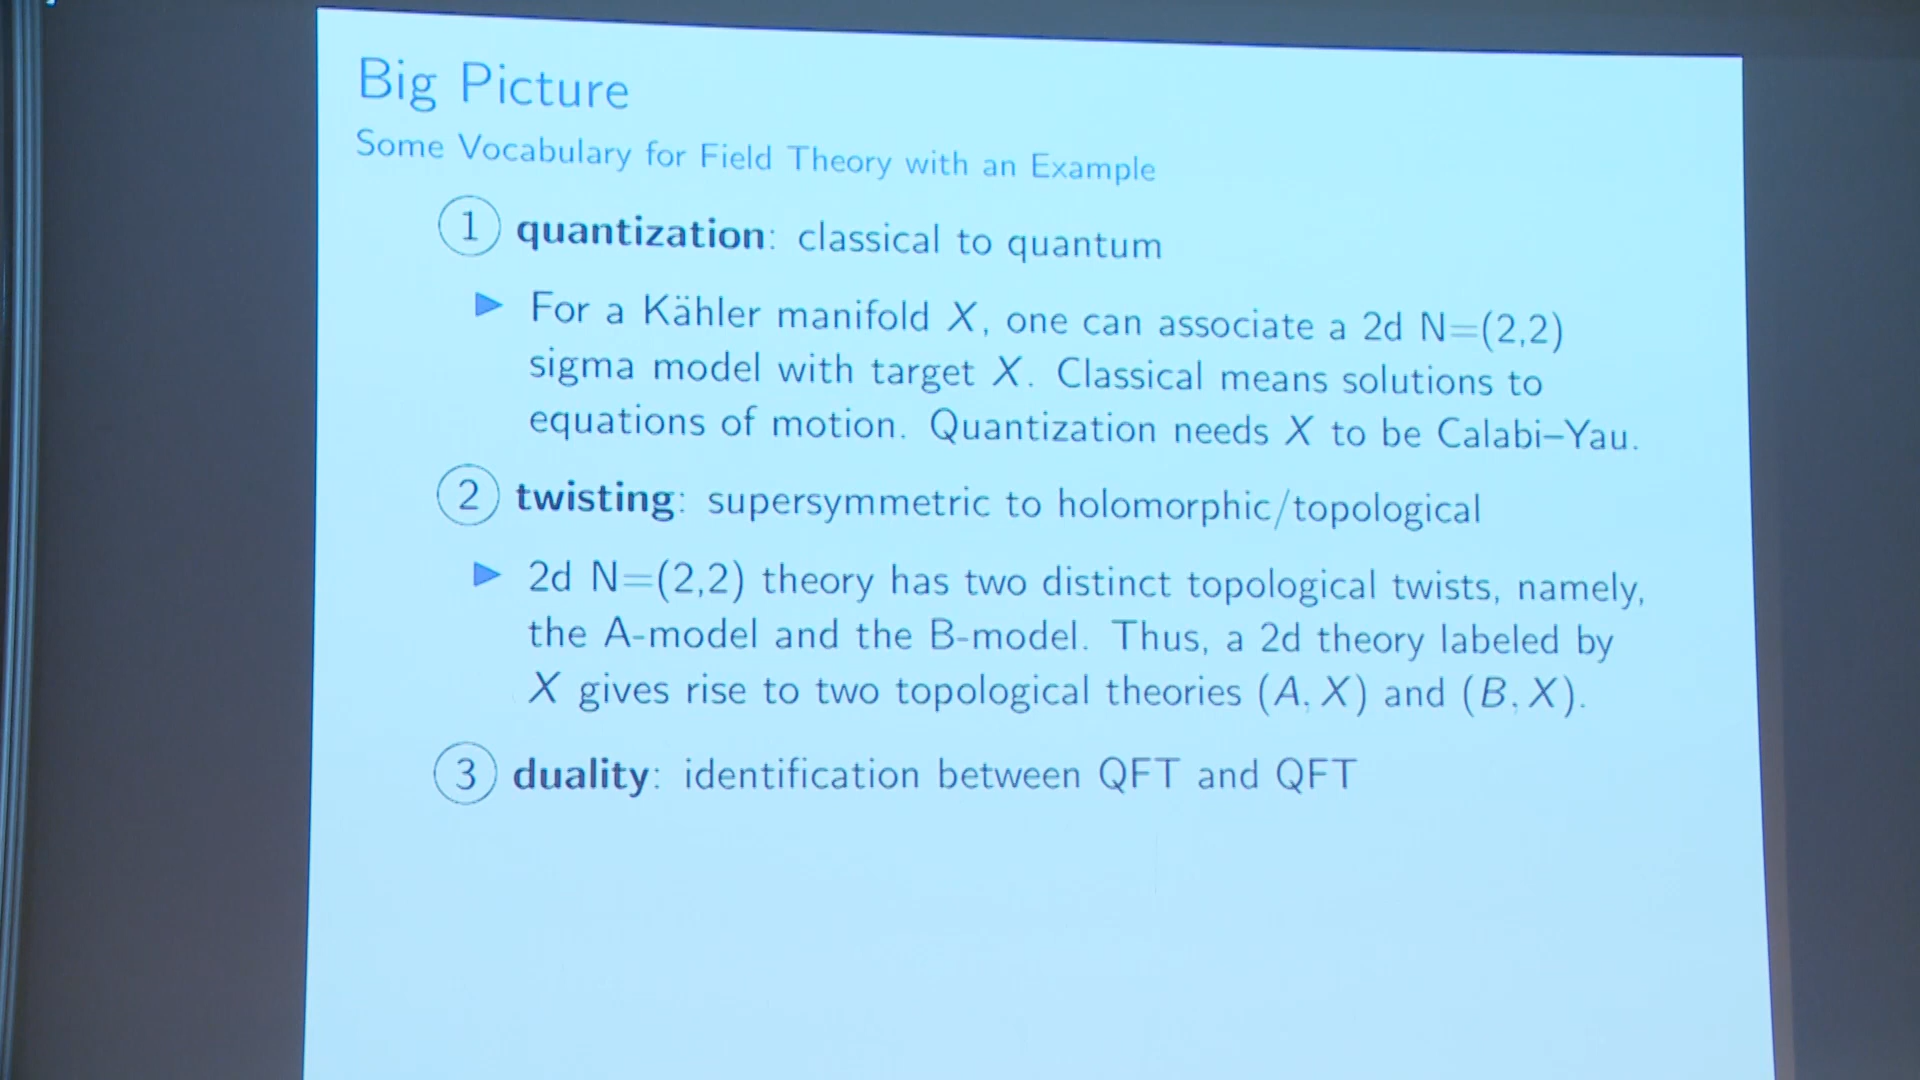 Big Picture
Some Vocabulary for Field Theory with an Example
1 quantization: classical to quantum
For a Kähler manifold X, one can associate a 2d N=(2,2)
sigma model with target X. Classical means solutions to
equations of motion. Quantization needs X to be Calabi–Yau.
2 twisting: supersymmetric to holomorphic/topological
2d N=(2,2) theory has two distinct topological twists, namely,
the A-model and the B-model. Thus, a 2d theory labeled by
X gives rise to two topological theories (A, X) and (B, X).
3 duality: identification between QFT and QFT